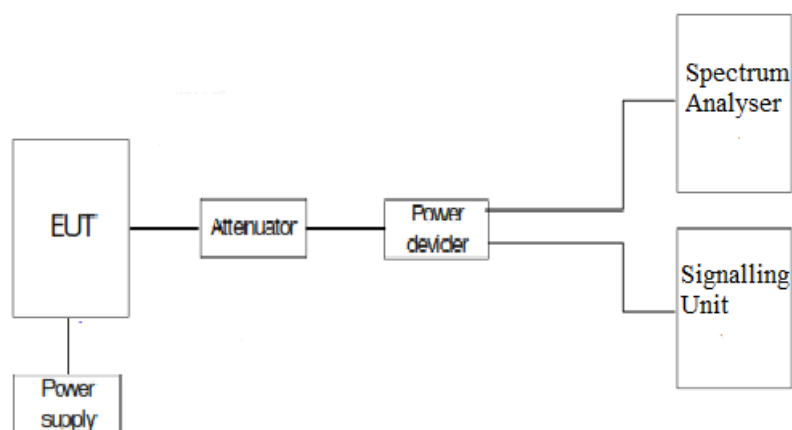 Spectrum
Analyser
EUT
Attenuator
Power
devider
Signalling
Unit
Power
supply